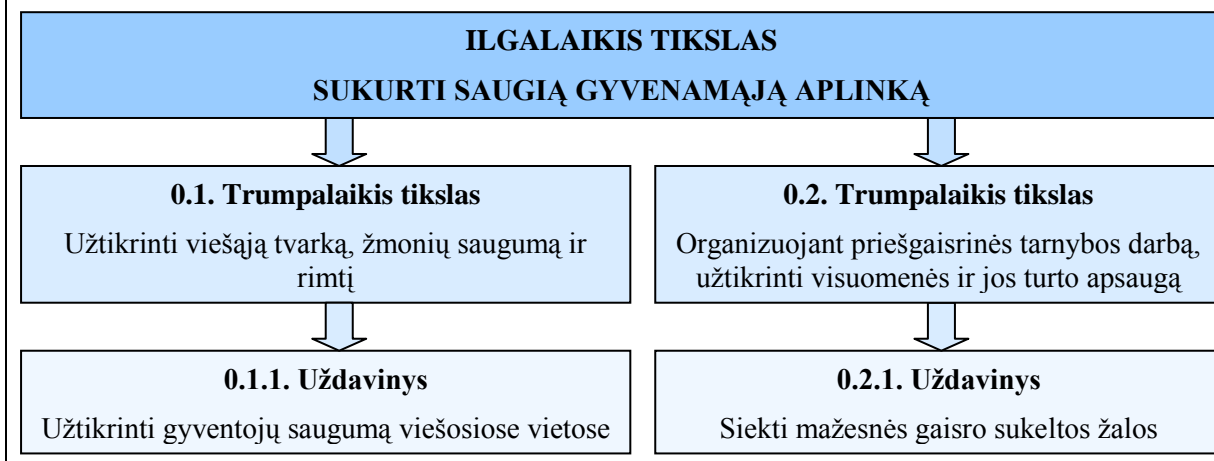 ILGALAIKIS TIKSLAS
SUKURTI SAUGIĄ GYVENAMĄJĄ APLINKĄ
0.1. Trumpalaikis tikslas
Užtikrinti viešąją tvarką, žmonių saugumą ir
rimtį
0.2. Trumpalaikis tikslas
Organizuojant priešgaisrinės tarnybos darbą,
užtikrinti visuomenės ir jos turto apsaugą
0.1.1. Uždavinys
Užtikrinti gyventojų saugumą viešosiose vietose
0.2.1. Uždavinys
Siekti mažesnės gaisro sukeltos žalos